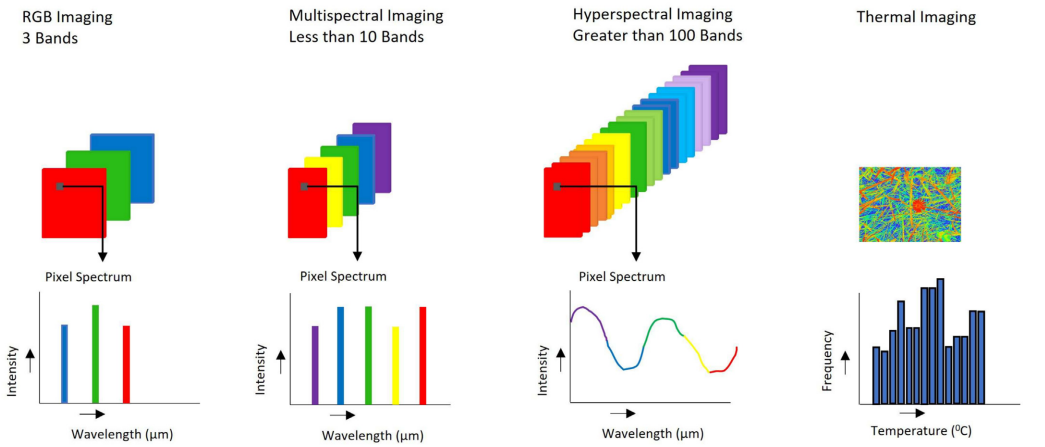 RGB Imaging
3 Bands
Multispectral Imaging
Less than 10 Bands
Hyperspectral Imaging
Greater than 100 Bands
Thermal Imaging
Pixel Spectrum
Pixel Spectrum
Pixel Spectrum
Intensity
Intensity
Intensity
Frequency
Wavelength (µm)
Wavelength (µm)
Wavelength (µm)
Temperature (⁰C)